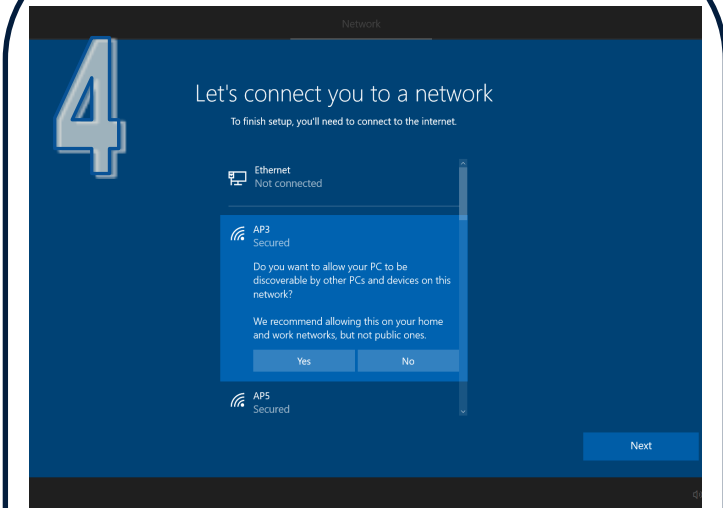 Network
4
Let's connect you to a network
To finish setup, you'll need to connect to the internet.
Ethernet
Not connected
AP3
Secured
Do you want to allow your PC to be
discoverable by other PCs and devices on this
network?
We recommend allowing this on your home
and work networks, but not public ones.
Yes
No
AP5
Secured
Next